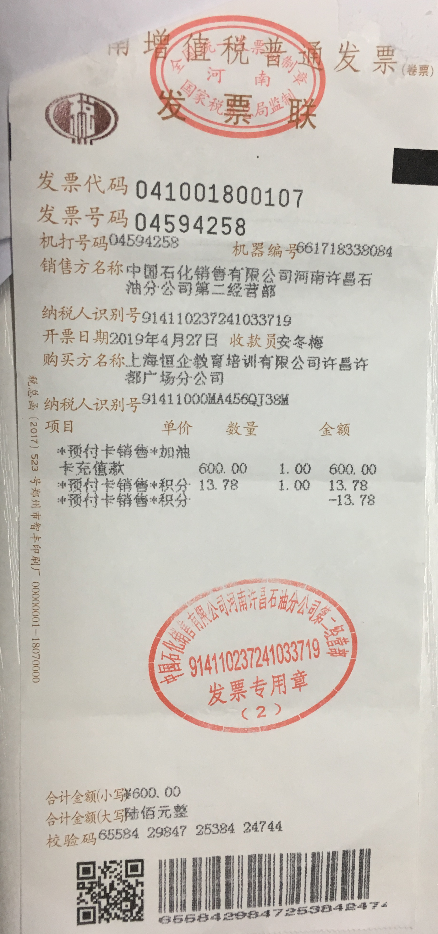 南增值税普通发票(卷票)
全国统一发票监制章
河 南
国家税务总局监制
发 票 联
发票代码 041001800107
发票号码 04594258
机打号码04594258 机器编号661718338084
销售方名称中国石化销售有限公司河南许昌石
油分公司第二经营部
纳税人识别号914110237241033719
开票日期2019年4月27日 收款员安冬梅
购买方名称上海恒企教育培训有限公司许昌许
都广场分公司
纳税人识别号91411000MA456QJ38M
项目 单价 数量 金额
*预付卡销售*加油
卡充值款 600.00 1.00 600.00
*预付卡销售*积分 13.78 1.00 13.78
*预付卡销售*积分 -13.78
税总函(2017)523号郑州市智丰印刷厂00000001-18070000
中国石化销售有限公司河南许昌石油分公司第二经营部
914110237241033719
发票专用章
(2)
合计金额(小写)¥600.00
合计金额(大写)陆佰元整
校验码65584 29847 25384 24744
65584298472538424744